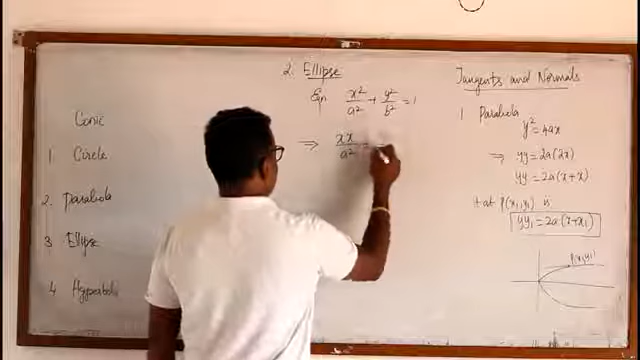 Conic
1 Circle
2. Parabola
3 Ellipse
4 Hyperbola
2. Ellipse
Eqn x²/a² + y²/b² = 1
⇒ xx/a² =
Tangents and Normals
1 Parabola
y² = 4ax
⇒ yy = 2a(2x)
yy = 2a(x+x)
t at P(x₁,y₁) is
yy₁ = 2a(x+x₁)
P(x₁,y₁)